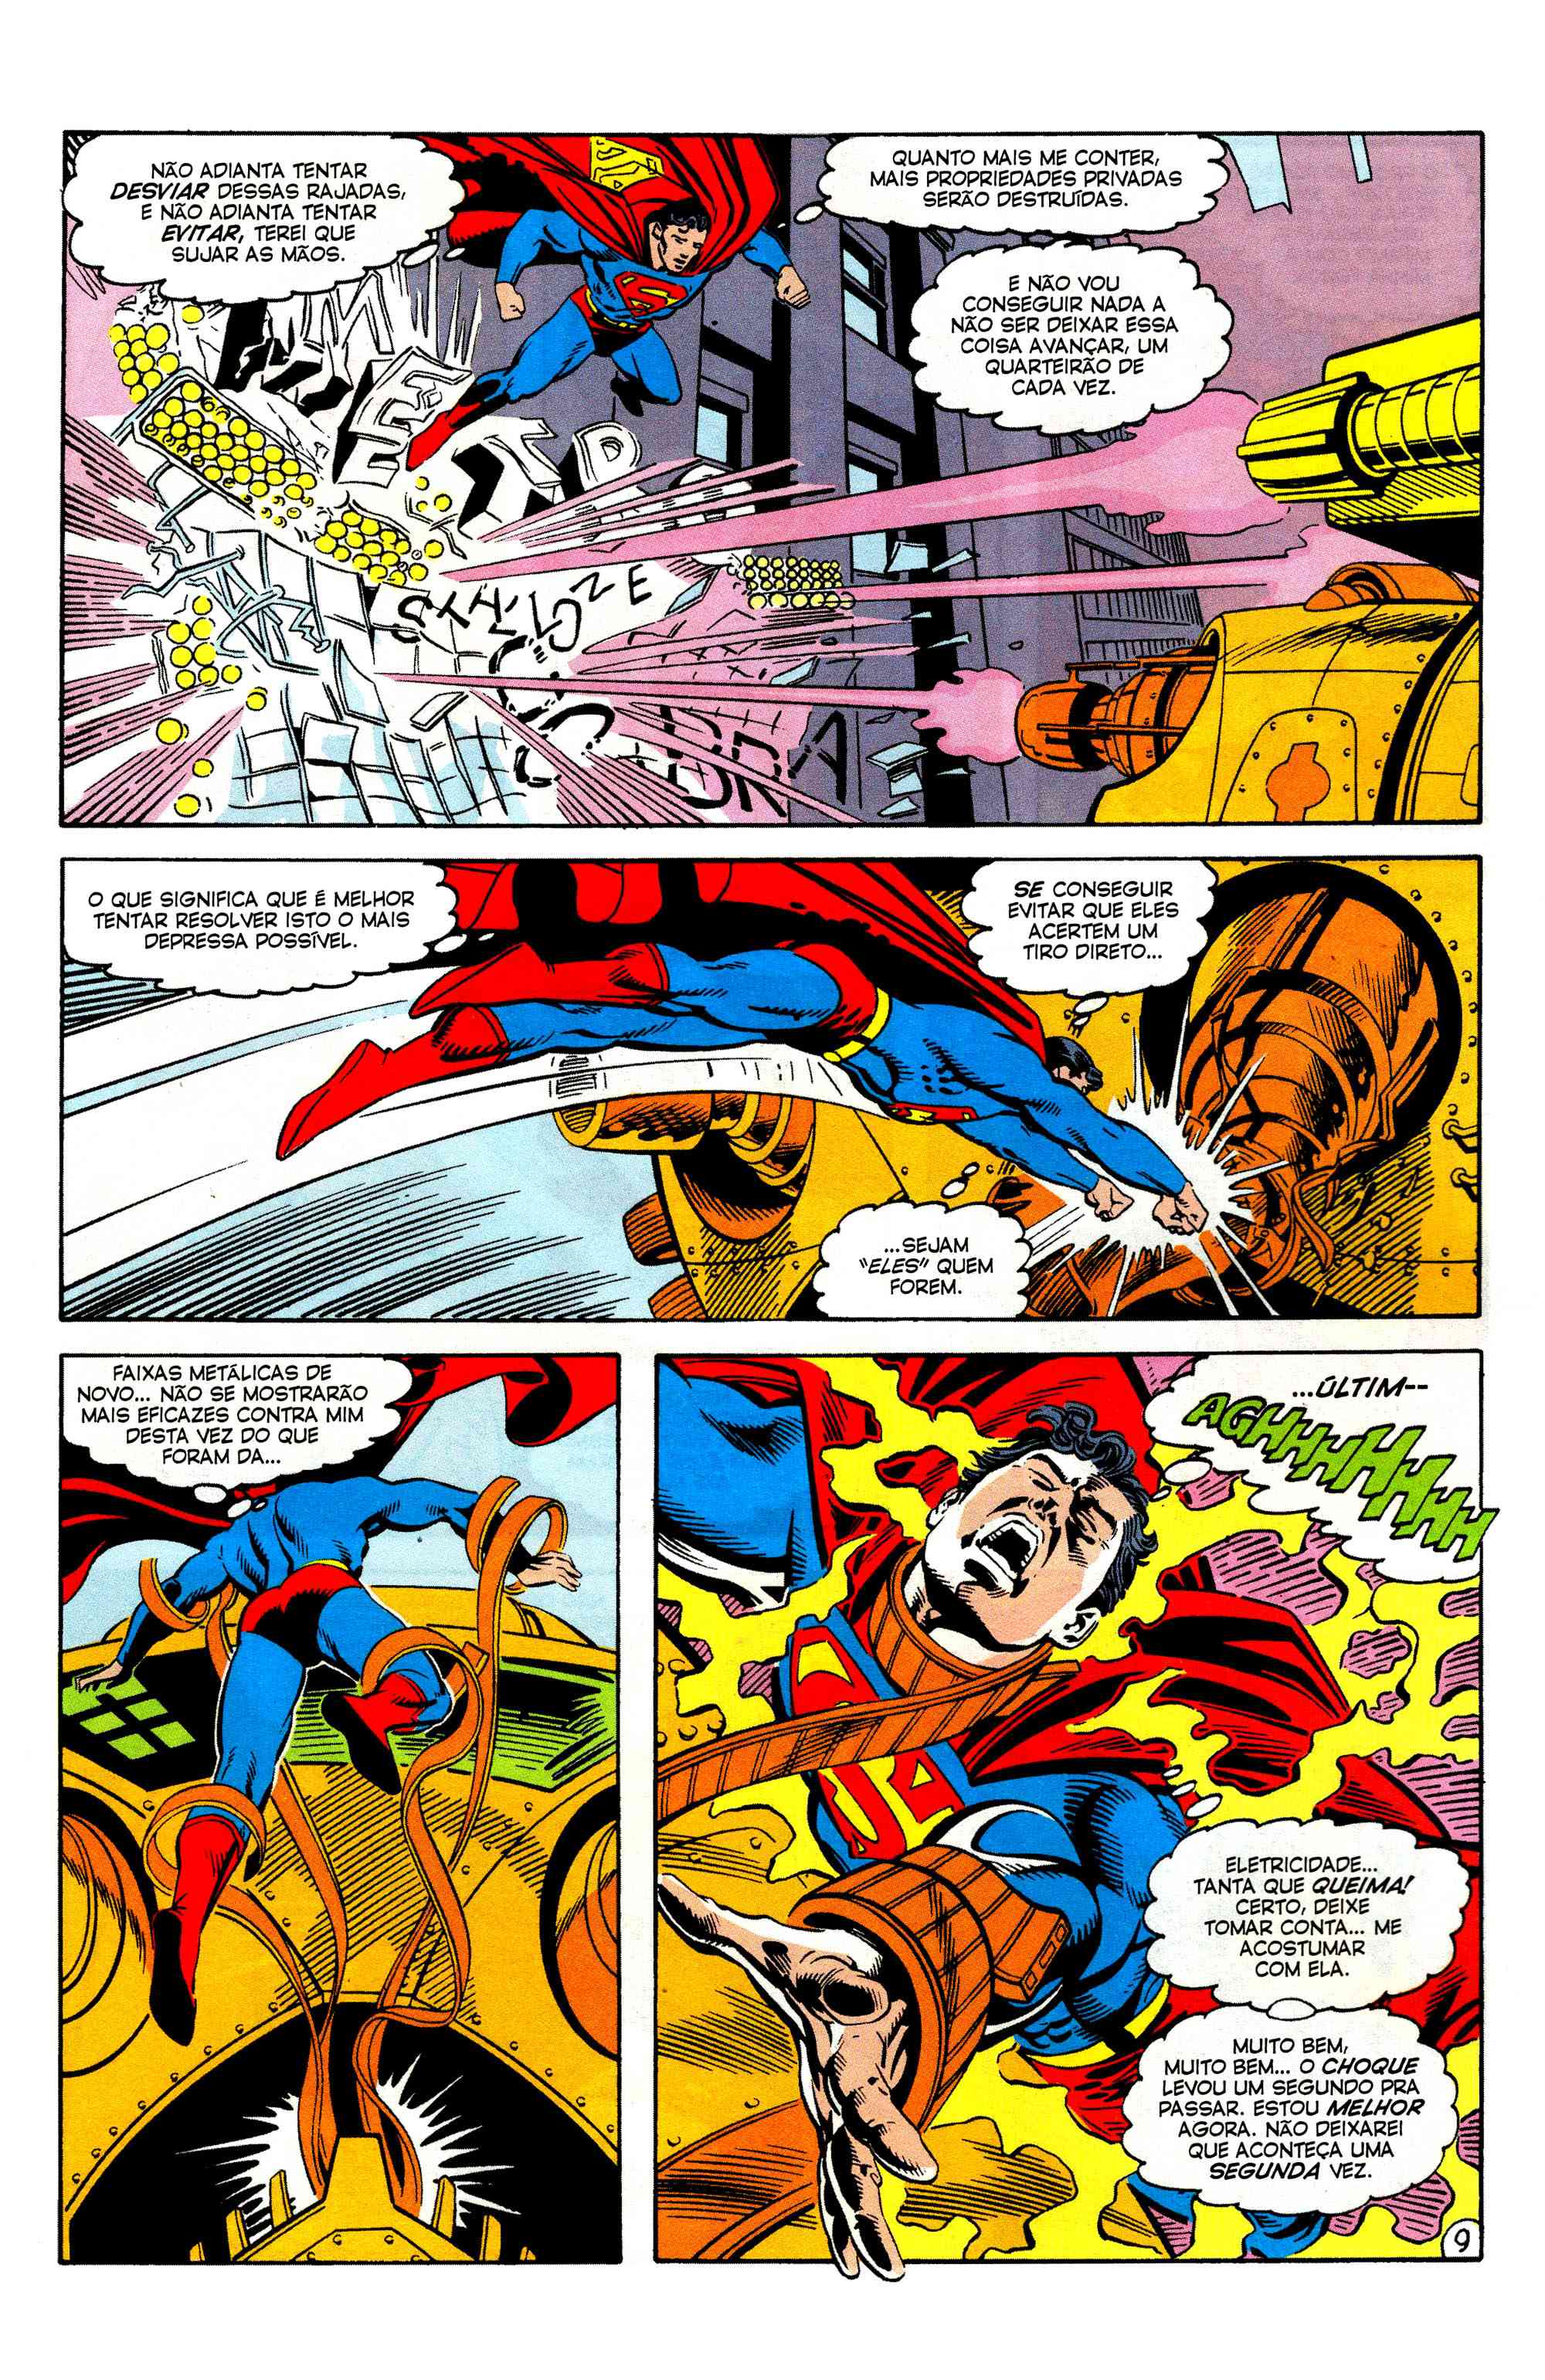 NÃO ADIANTA TENTAR
DESVIAR DESSAS RAJADAS,
E NÃO ADIANTA TENTAR
EVITAR, TEREI QUE
SUJAR AS MÃOS.
QUANTO MAIS ME CONTER,
MAIS PROPRIEDADES PRIVADAS
SERÃO DESTRUÍDAS.
E NÃO VOU
CONSEGUIR NADA A
NÃO SER DEIXAR ESSA
COISA AVANÇAR, UM
QUARTEIRÃO DE
CADA VEZ.
O QUE SIGNIFICA QUE É MELHOR
TENTAR RESOLVER ISTO O MAIS
DEPRESSA POSSÍVEL.
SE CONSEGUIR
EVITAR QUE ELES
ACERTEM UM
TIRO DIRETO...
...SEJAM
"ELES" QUEM
FOREM.
FAIXAS METÁLICAS DE
NOVO... NÃO SE MOSTRARÃO
MAIS EFICAZES CONTRA MIM
DESTA VEZ DO QUE
FORAM DA...
...ÚLTIM--
AGHHHHHHHH
ELETRICIDADE...
TANTA QUE QUEIMA!
CERTO, DEIXE
TOMAR CONTA... ME
ACOSTUMAR
COM ELA.
MUITO BEM,
MUITO BEM... O CHOQUE
LEVOU UM SEGUNDO PRA
PASSAR. ESTOU MELHOR
AGORA. NÃO DEIXAREI
QUE ACONTEÇA UMA
SEGUNDA VEZ.
9